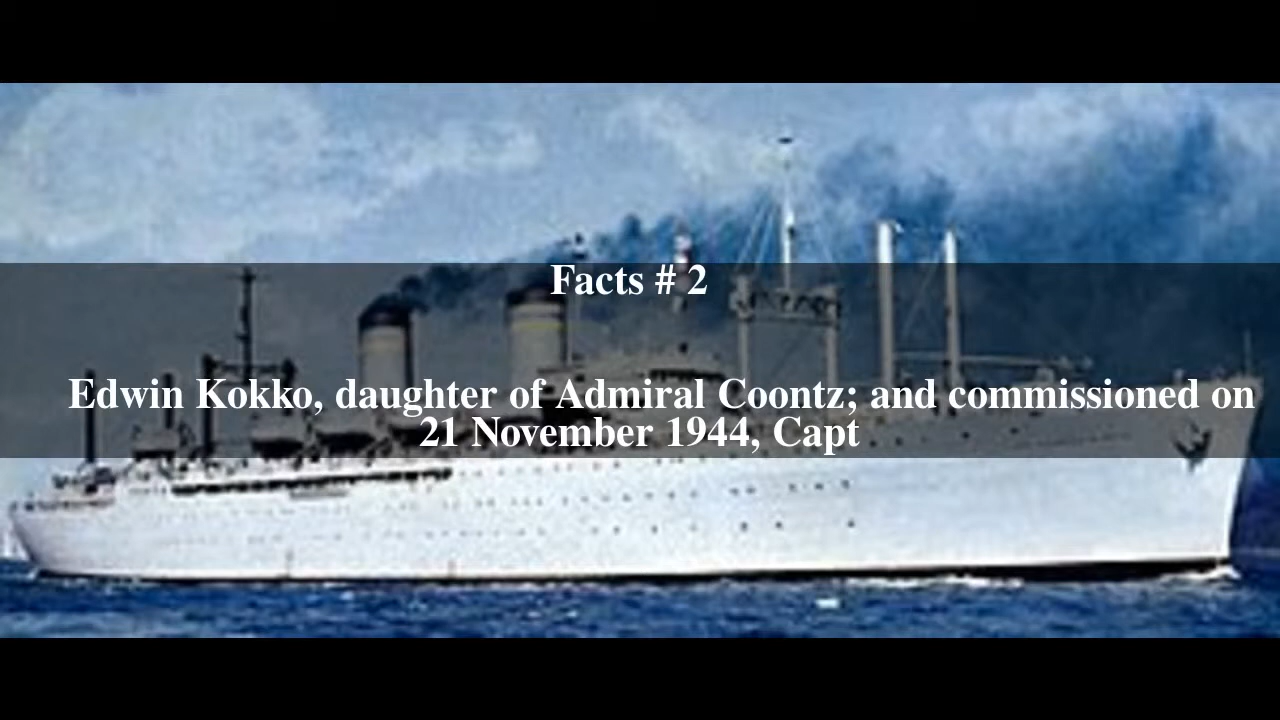 Facts # 2
Edwin Kokko, daughter of Admiral Coontz; and commissioned on
21 November 1944, Capt